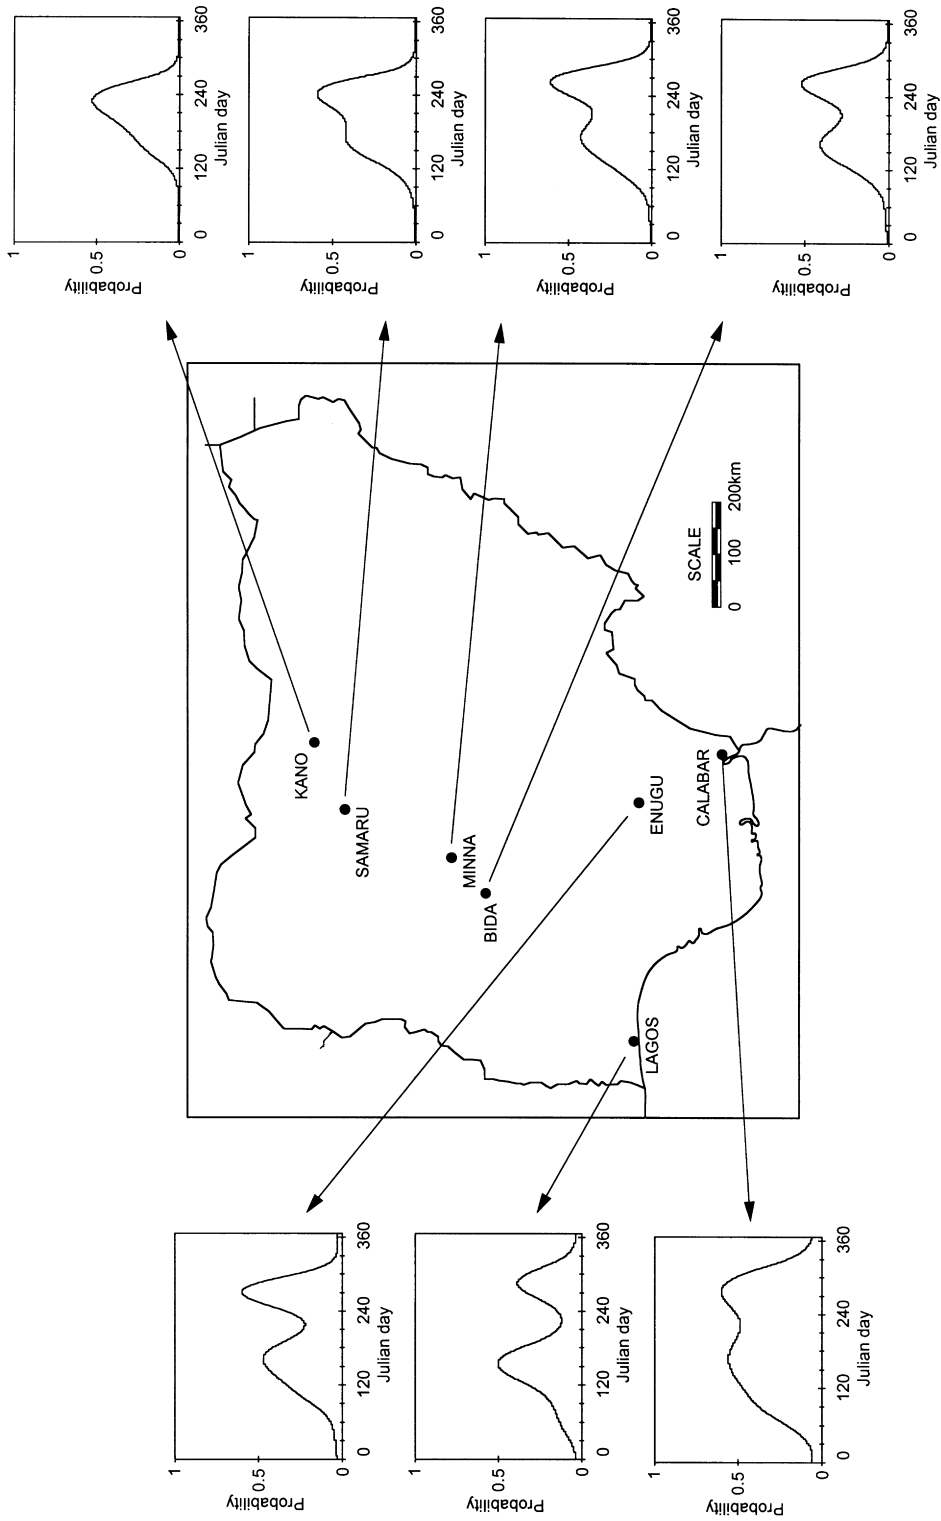 Probability
1
0.5
0
0 120 240 360
Julian day
Probability
1
0.5
0
0 120 240 360
Julian day
Probability
1
0.5
0
0 120 240 360
Julian day
KANO
SAMARU
MINNA
BIDA
ENUGU
LAGOS
CALABAR
SCALE
0 100 200km
Probability
1
0.5
0
0 120 240 360
Julian day
Probability
1
0.5
0
0 120 240 360
Julian day
Probability
1
0.5
0
0 120 240 360
Julian day
Probability
1
0.5
0
0 120 240 360
Julian day